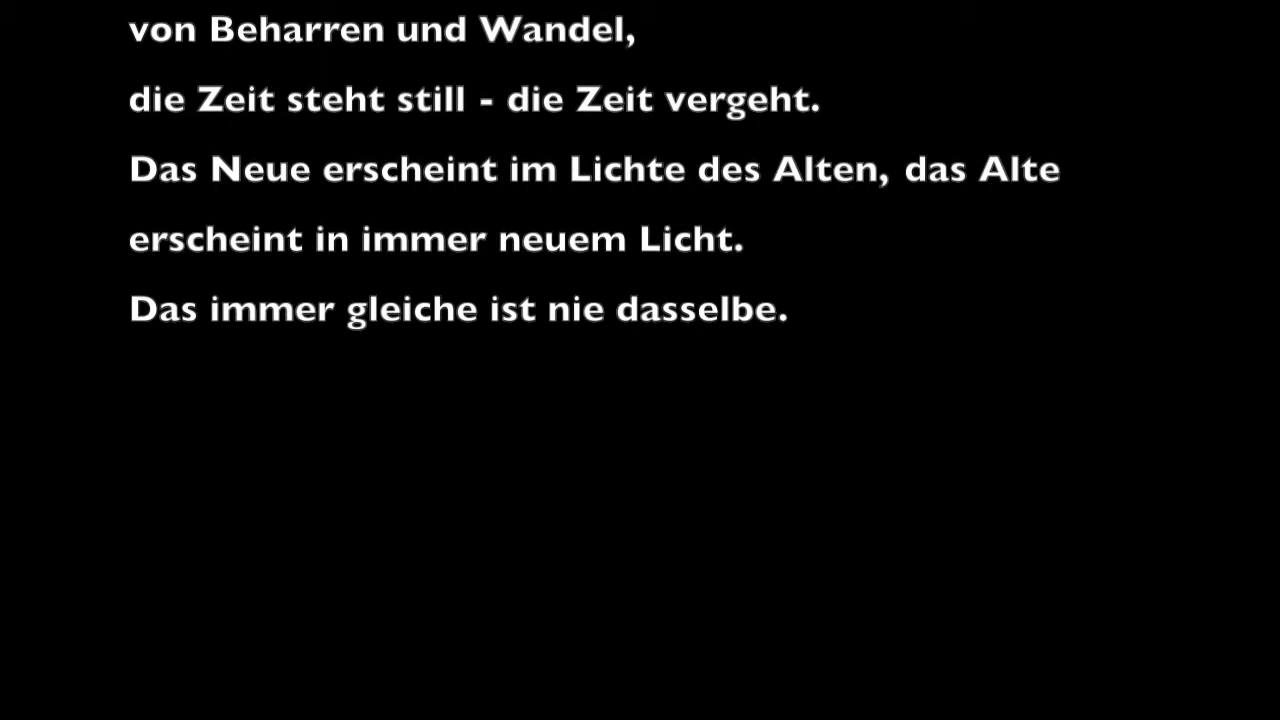 von Beharren und Wandel,
die Zeit steht still - die Zeit vergeht.
Das Neue erscheint im Lichte des Alten, das Alte
erscheint in immer neuem Licht.
Das immer gleiche ist nie dasselbe.